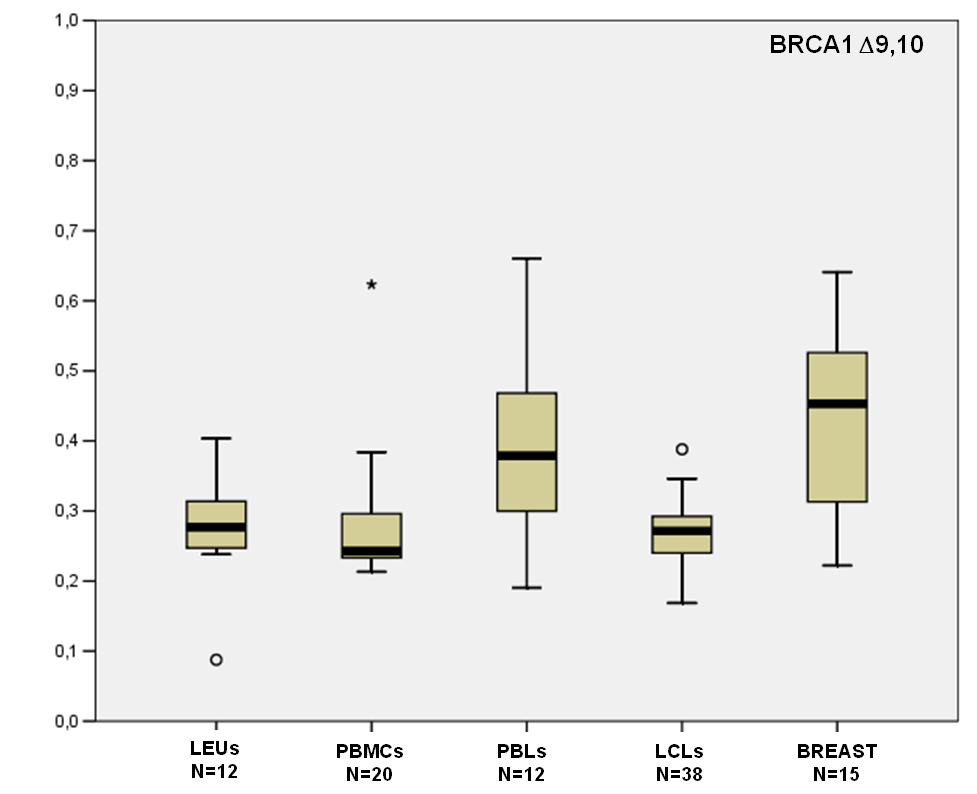 BRCA1 Δ9,10
1,0
0,9
0,8
0,7
0,6
0,5
0,4
0,3
0,2
0,1
0,0
LEUs
N=12
PBMCs
N=20
PBLs
N=12
LCLs
N=38
BREAST
N=15